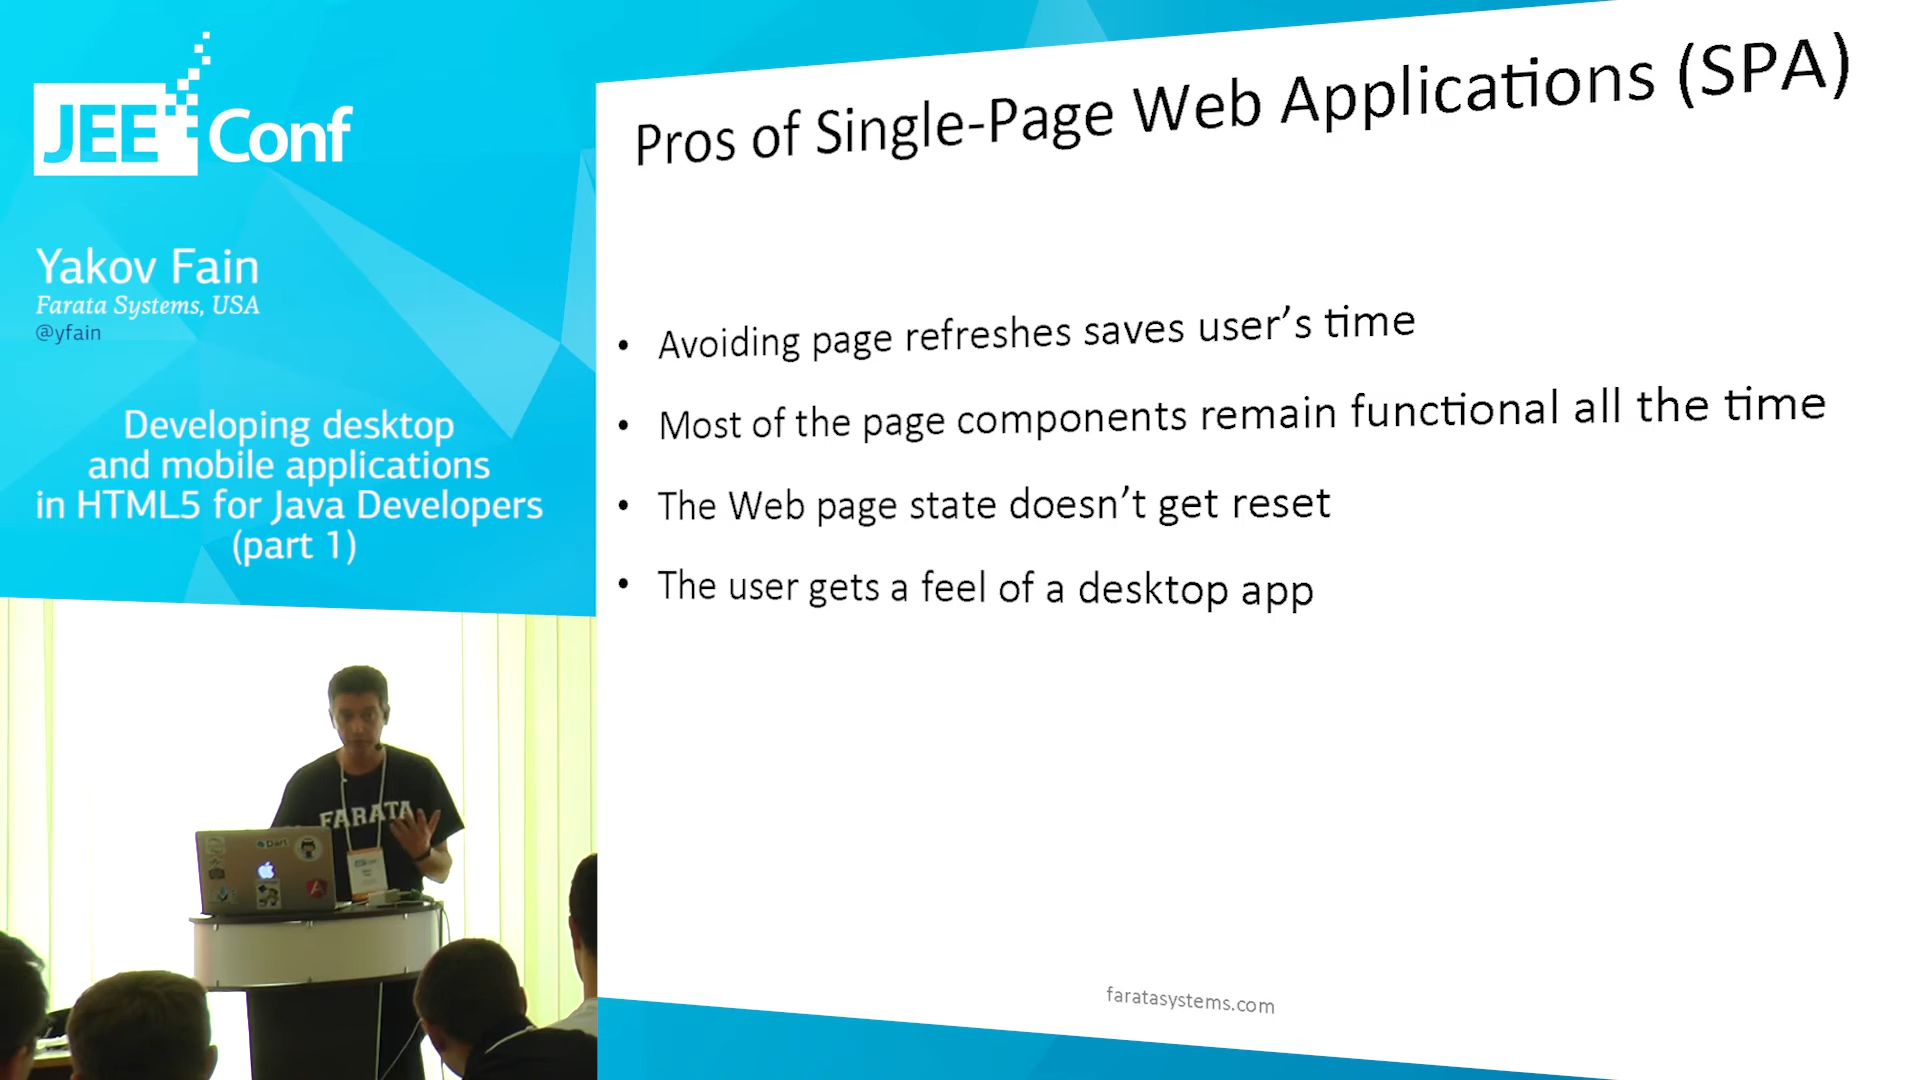 JEE Conf
Yakov Fain
Farata Systems, USA
@yfain
Developing desktop
and mobile applications
in HTML5 for Java Developers
(part 1)
Pros of Single-Page Web Applications (SPA)
• Avoiding page refreshes saves user’s time
• Most of the page components remain functional all the time
• The Web page state doesn’t get reset
• The user gets a feel of a desktop app
faratasystems.com
FARATA
Dart